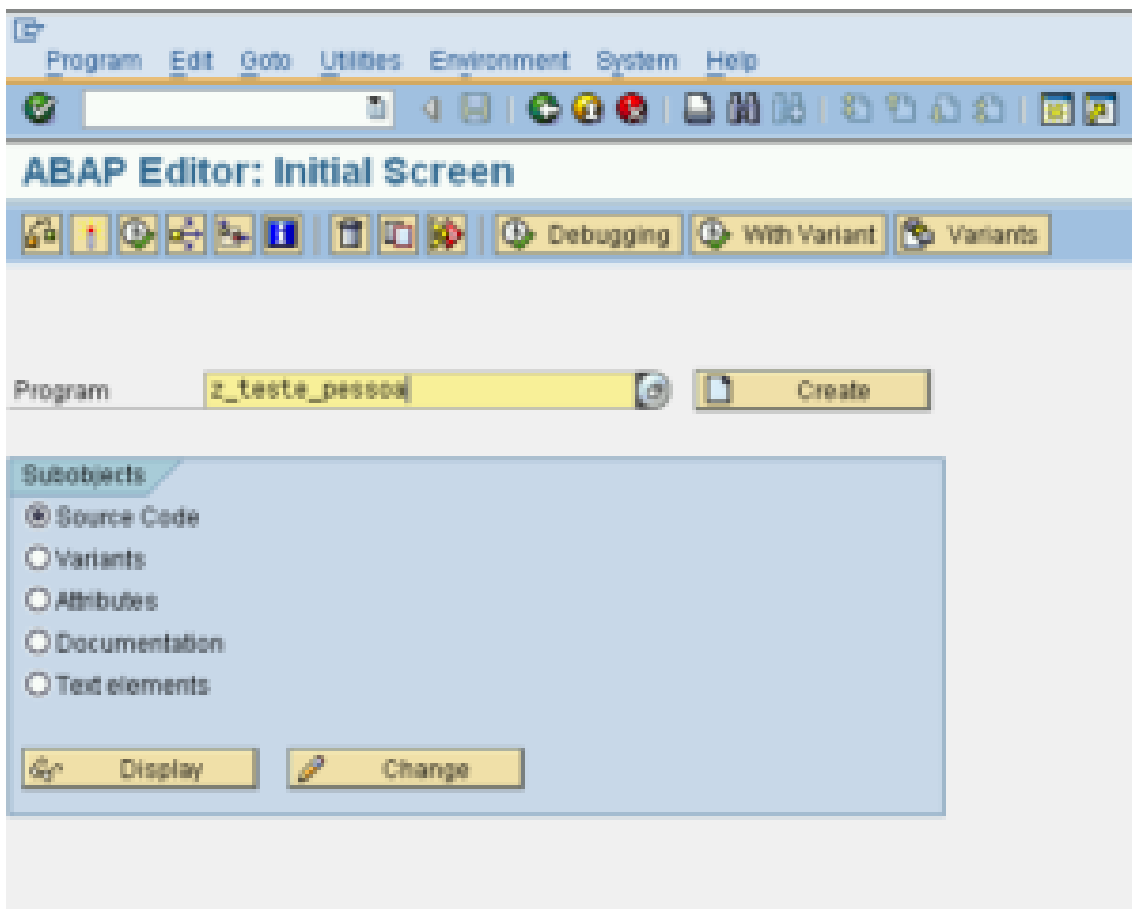 Program Edit Goto Utilities Environment System Help
ABAP Editor: Initial Screen
Debugging With Variant Variants
Program z_teste_pessoa Create
Subobjects
Source Code
Variants
Attributes
Documentation
Text elements
Display Change